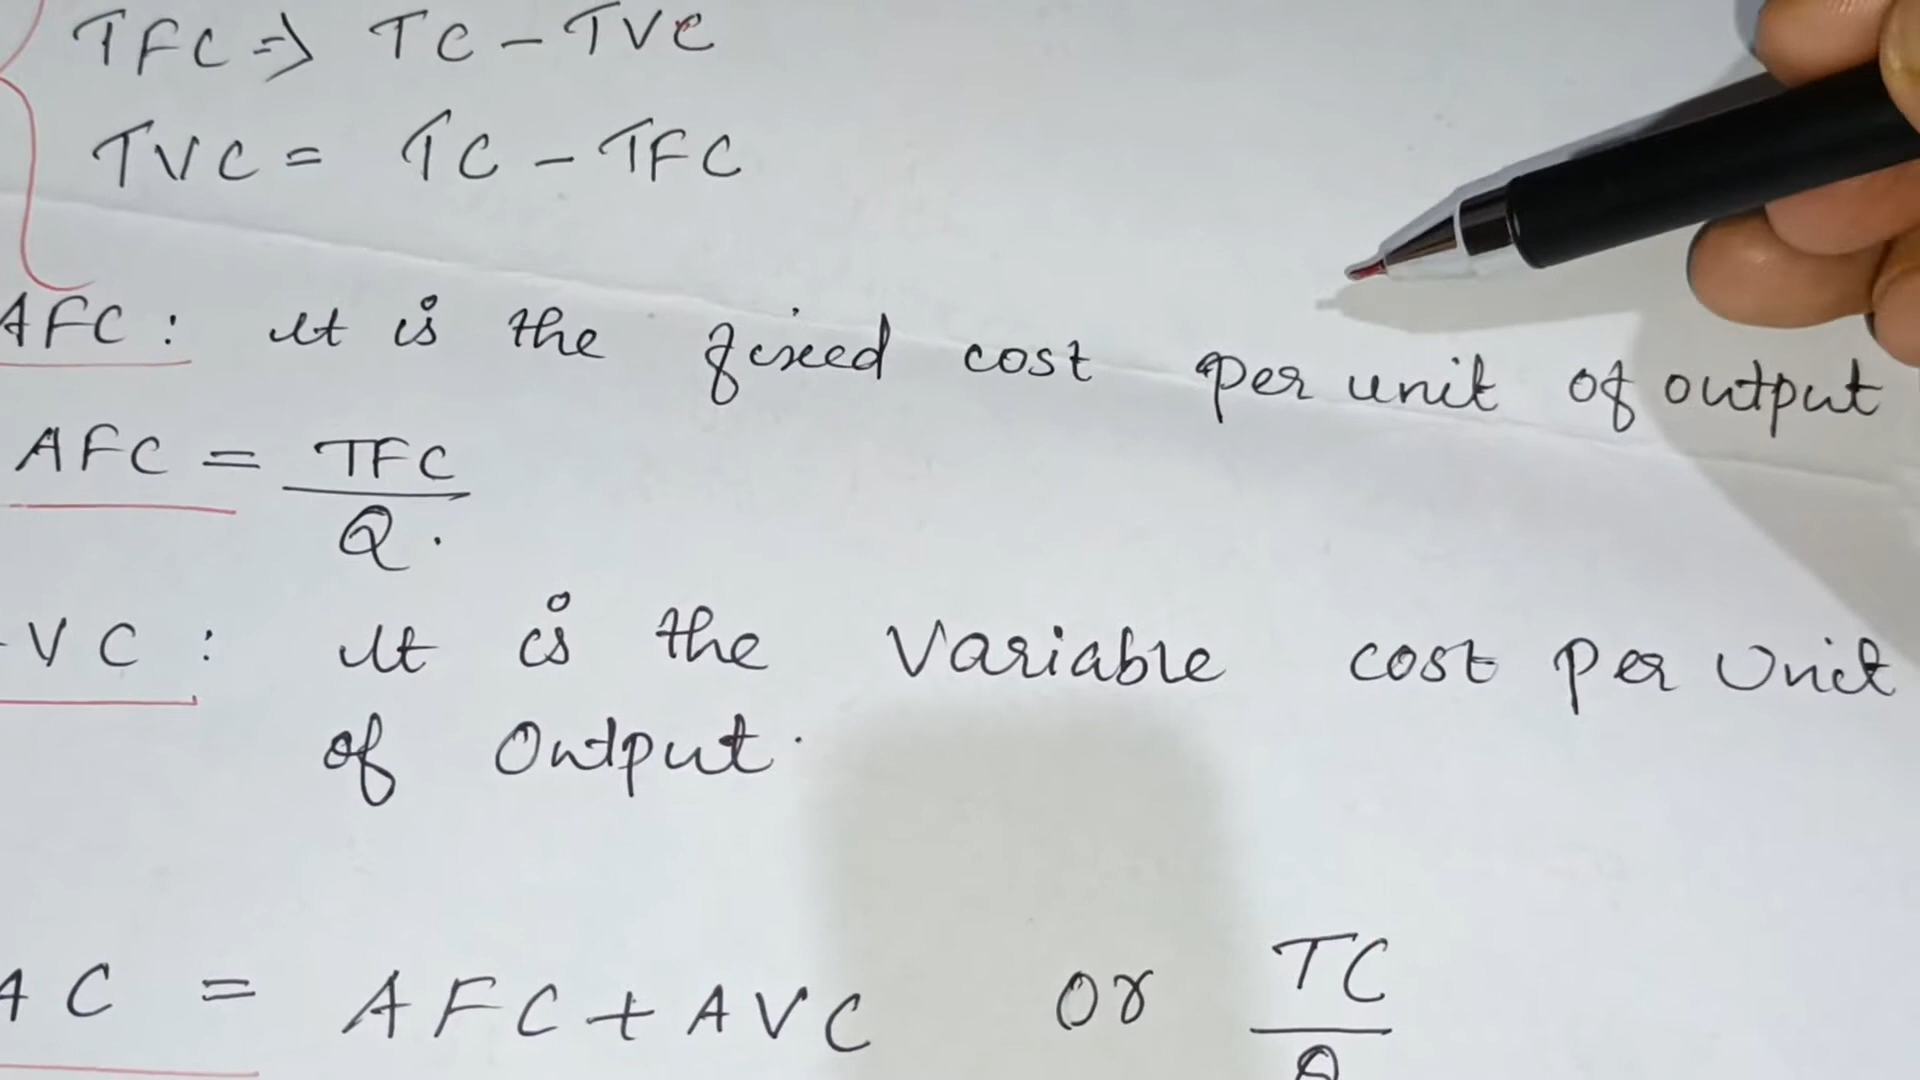 TFC => TC - TVC
TVC = TC - TFC
AFC : It is the fixed cost per unit of output
AFC = TFC
Q.
VC : It is the Variable cost per Unit
of Output.
AC = AFC + AVC or TC
Q